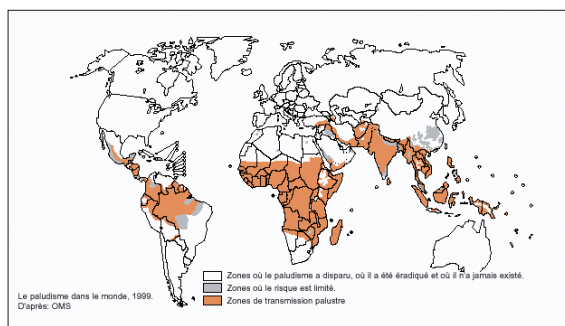 Zones où le paludisme a disparu, où il a été éradiqué et où il n'a jamais existé.
Zones où le risque est limité.
Zones de transmission palustre
Le paludisme dans le monde, 1999.
D'après: OMS